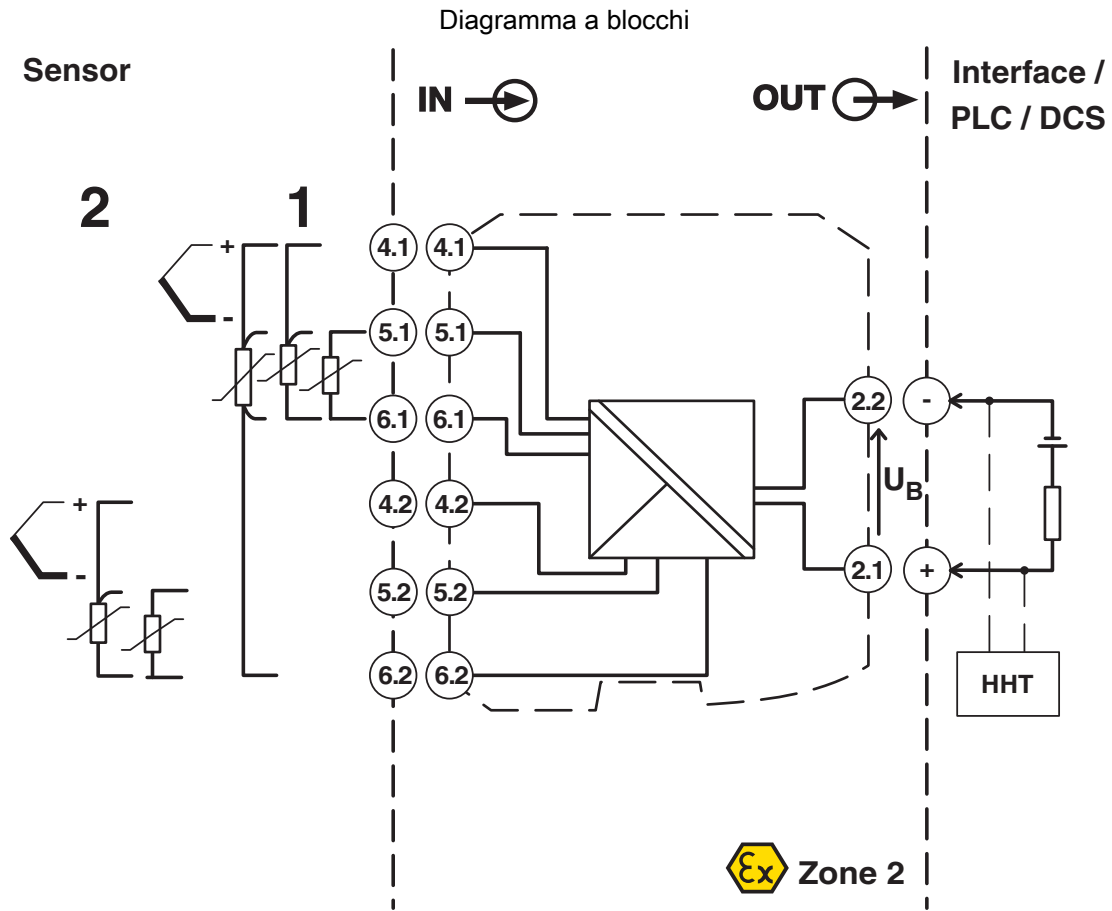 Diagramma a blocchi
Sensor
IN
OUT
Interface /
PLC / DCS
2
1
+
-
4.1
4.1
5.1
5.1
6.1
6.1
2.2
-
UB
+
-
4.2
4.2
5.2
5.2
2.1
+
6.2
6.2
HHT
Ex Zone 2